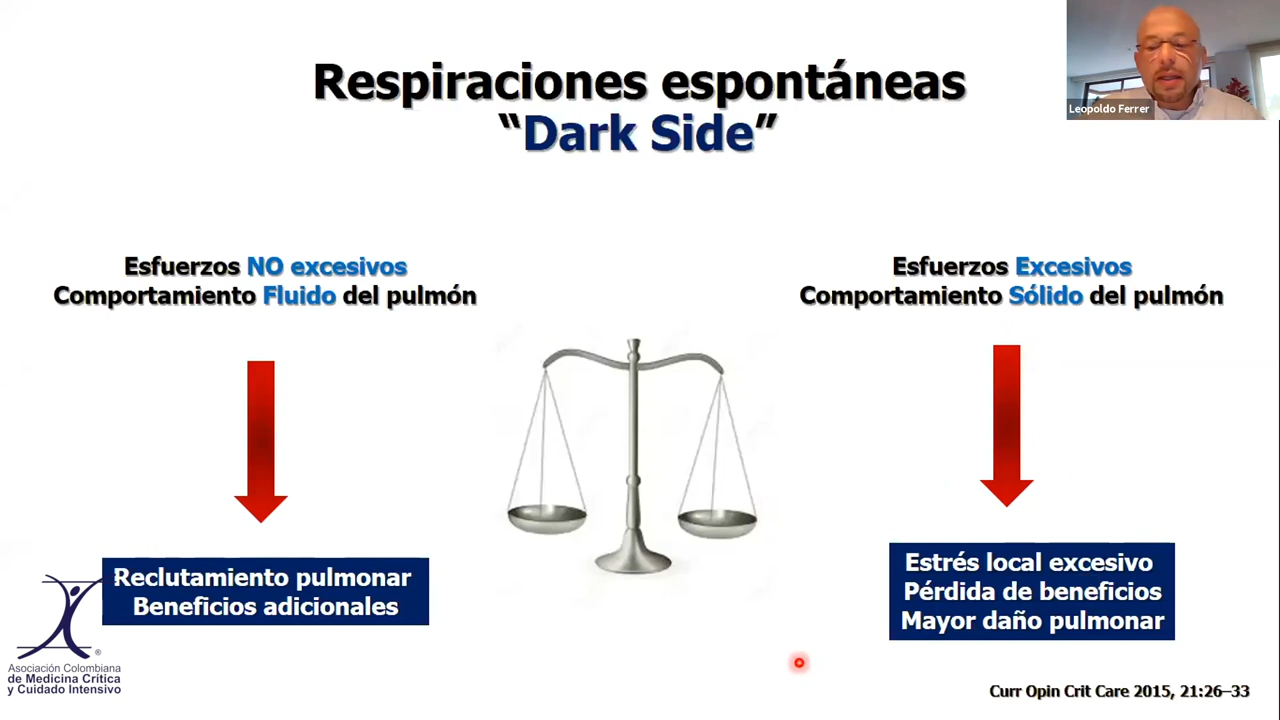 Respiraciones espontáneas
“Dark Side”
Leopoldo Ferrer
Esfuerzos NO excesivos
Comportamiento Fluido del pulmón
Esfuerzos Excesivos
Comportamiento Sólido del pulmón
Reclutamiento pulmonar
Beneficios adicionales
Estrés local excesivo
Pérdida de beneficios
Mayor daño pulmonar
®
Asociación Colombiana
de Medicina Crítica
y Cuidado Intensivo
Curr Opin Crit Care 2015, 21:26–33